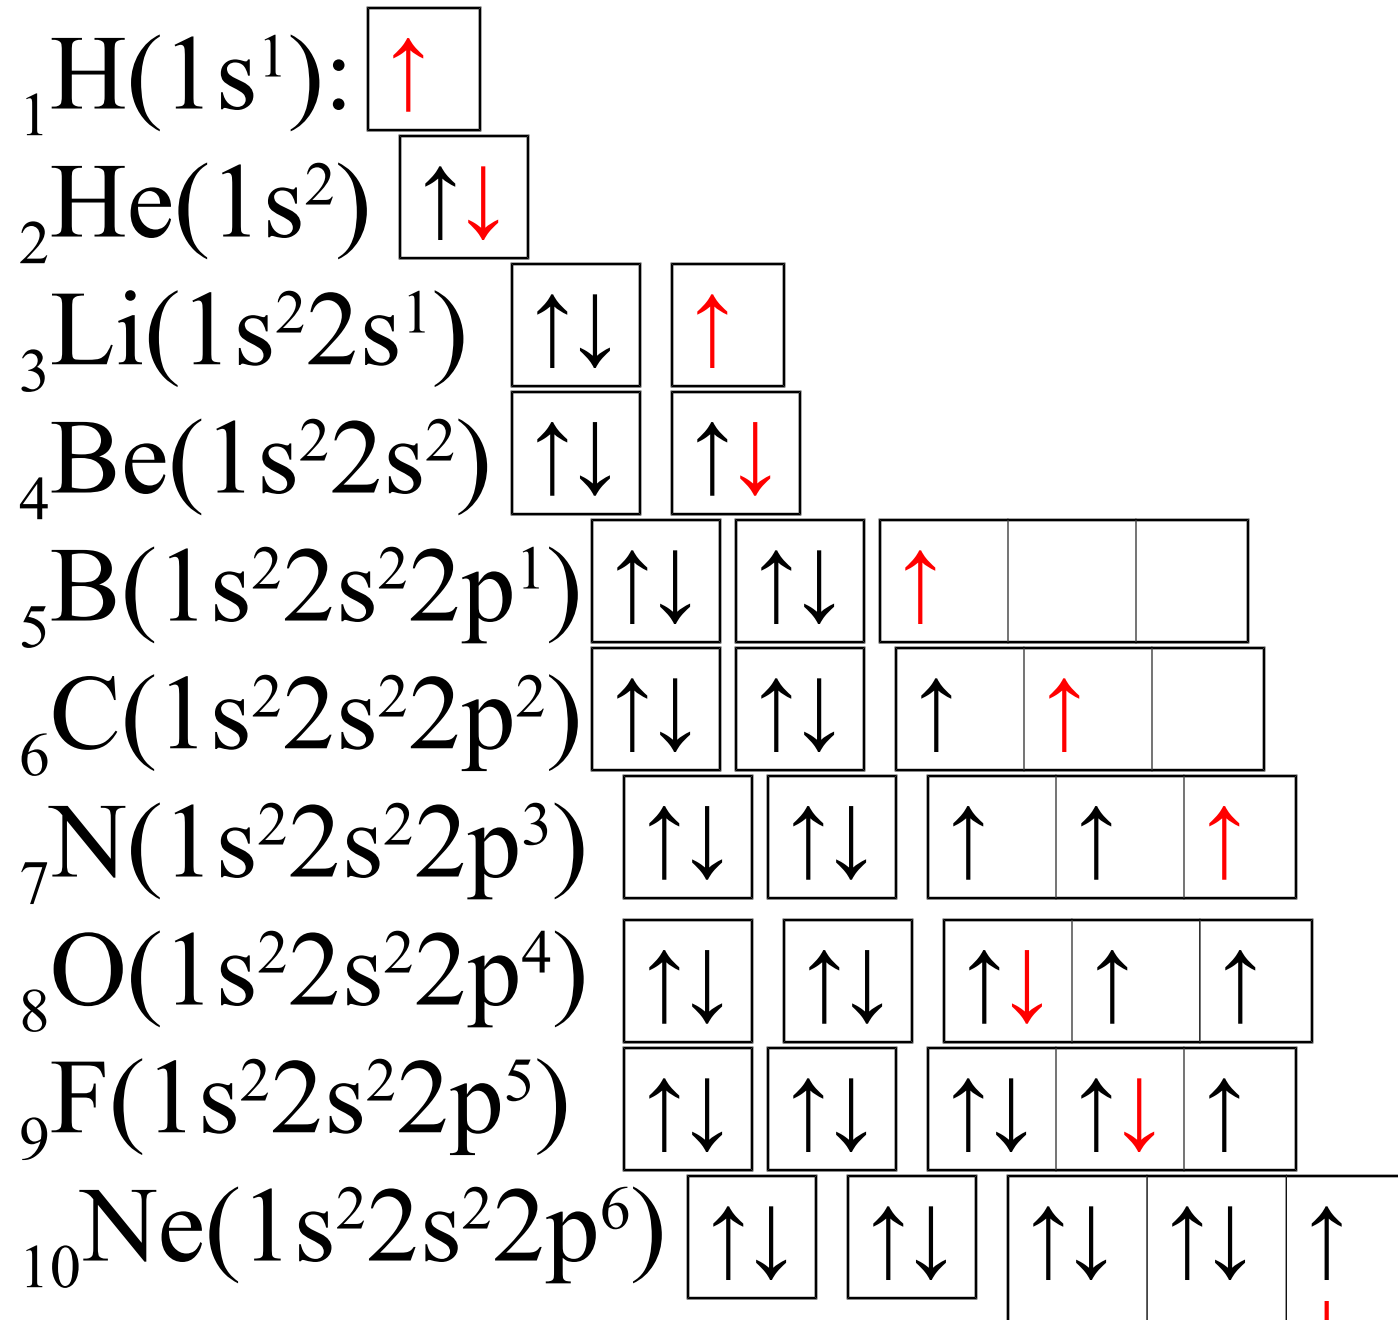 ₁H(1s¹): ↑
₂He(1s²) ↑↓
₃Li(1s²2s¹) ↑↓ ↑
₄Be(1s²2s²) ↑↓ ↑↓
₅B(1s²2s²2p¹) ↑↓ ↑↓ ↑
₆C(1s²2s²2p²) ↑↓ ↑↓ ↑ ↑
₇N(1s²2s²2p³) ↑↓ ↑↓ ↑ ↑ ↑
₈O(1s²2s²2p⁴) ↑↓ ↑↓ ↑↓ ↑ ↑
₉F(1s²2s²2p⁵) ↑↓ ↑↓ ↑↓ ↑↓ ↑
₁₀Ne(1s²2s²2p⁶) ↑↓ ↑↓ ↑↓ ↑↓ ↑